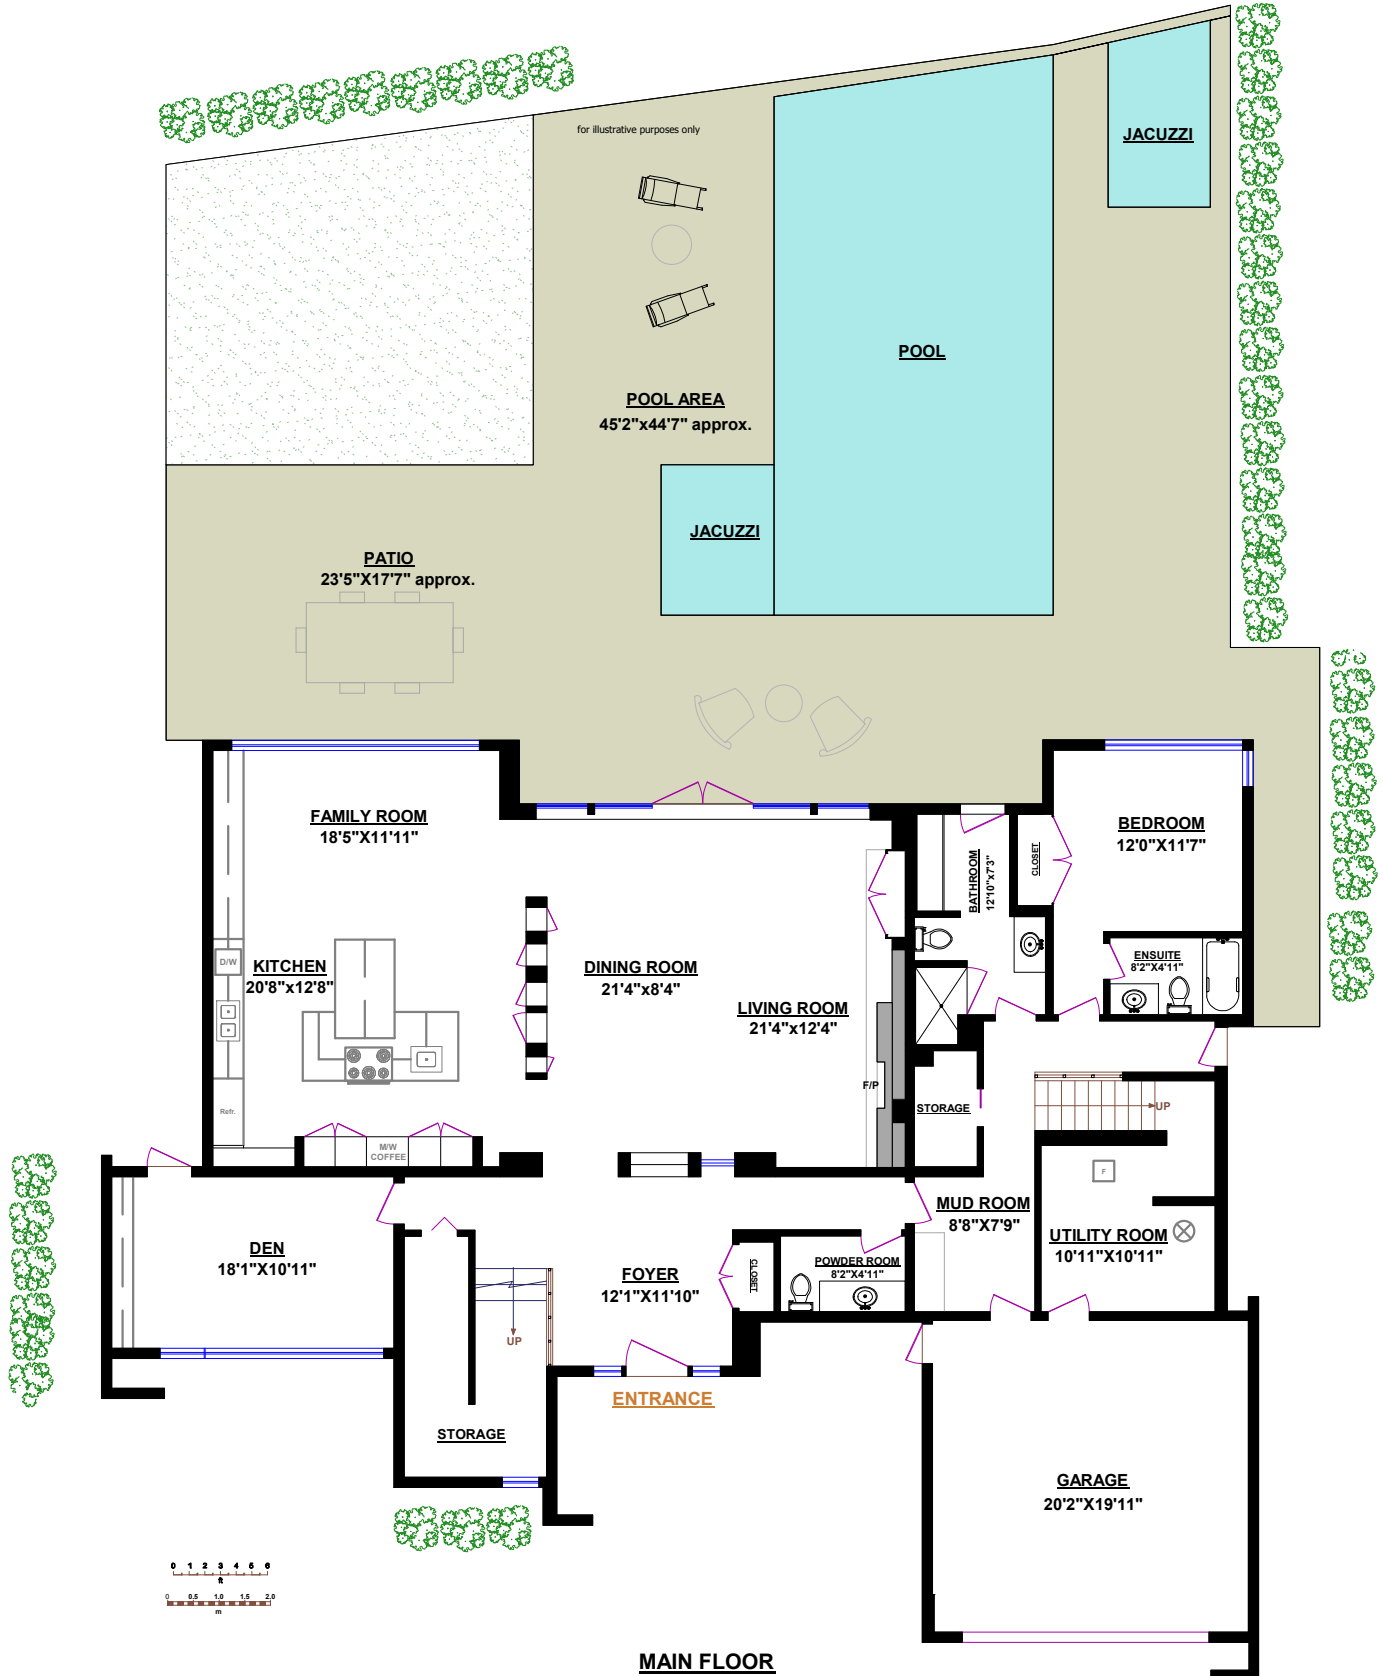 for illustrative purposes only
JACUZZI
POOL
POOL AREA
45'2"x44'7" approx.
JACUZZI
PATIO
23'5"X17'7" approx.
FAMILY ROOM
18'5"X11'11"
BEDROOM
12'0"X11'7"
CLOSET
BATHROOM
12'10"x7'3"
D/W
KITCHEN
20'8"x12'8"
DINING ROOM
21'4"x8'4"
LIVING ROOM
21'4"x12'4"
ENSUITE
8'2"X4'11"
F/P
Refr.
STORAGE
UP
M/W
COFFEE
F
MUD ROOM
8'8"X7'9"
UTILITY ROOM
10'11"X10'11"
DEN
18'1"X10'11"
FOYER
12'1"X11'10"
CLOSET
POWDER ROOM
8'2"X4'11"
UP
ENTRANCE
STORAGE
GARAGE
20'2"X19'11"
0 1 2 3 4 5 6
ft
0 0.5 1.0 1.5 2.0
m
MAIN FLOOR